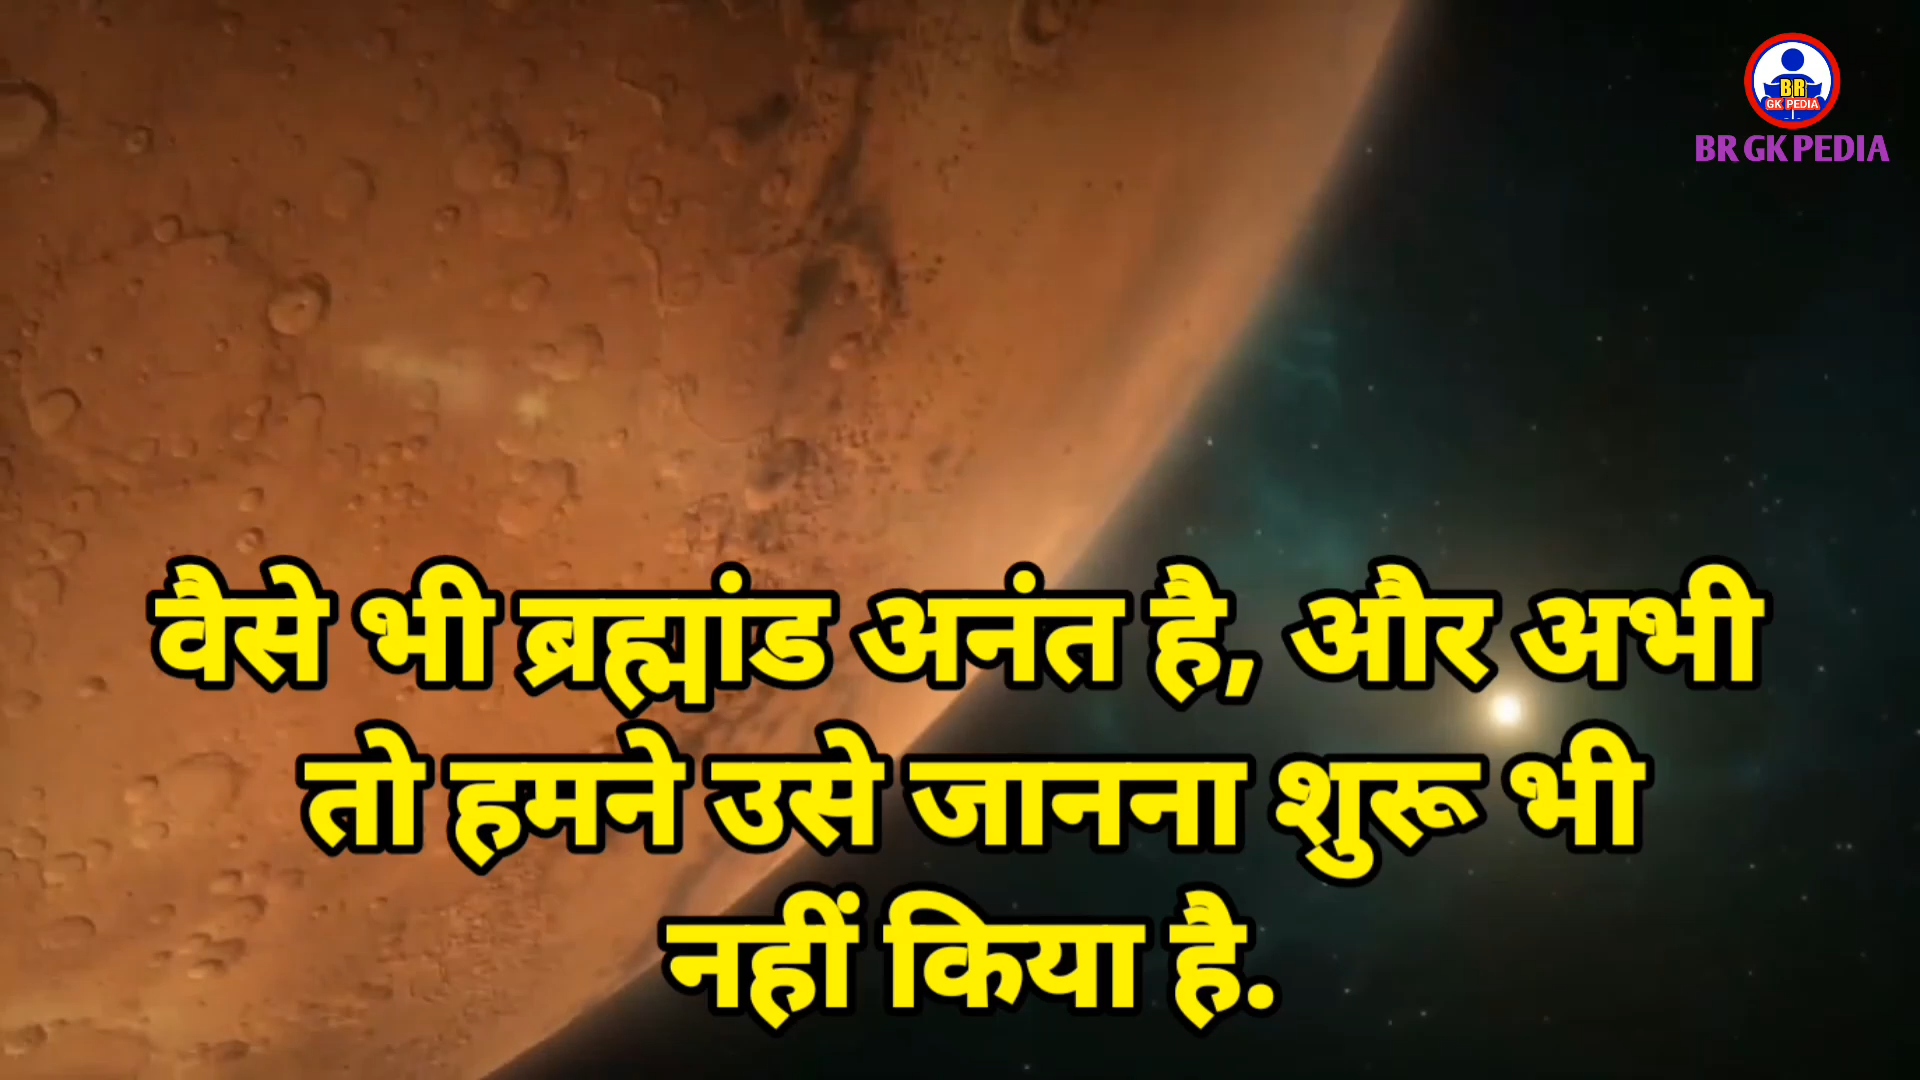 BR
GK PEDIA
BR GK PEDIA
वैसे भी ब्रह्मांड अनंत है, और अभी
तो हमने उसे जानना शुरू भी
नहीं किया है.